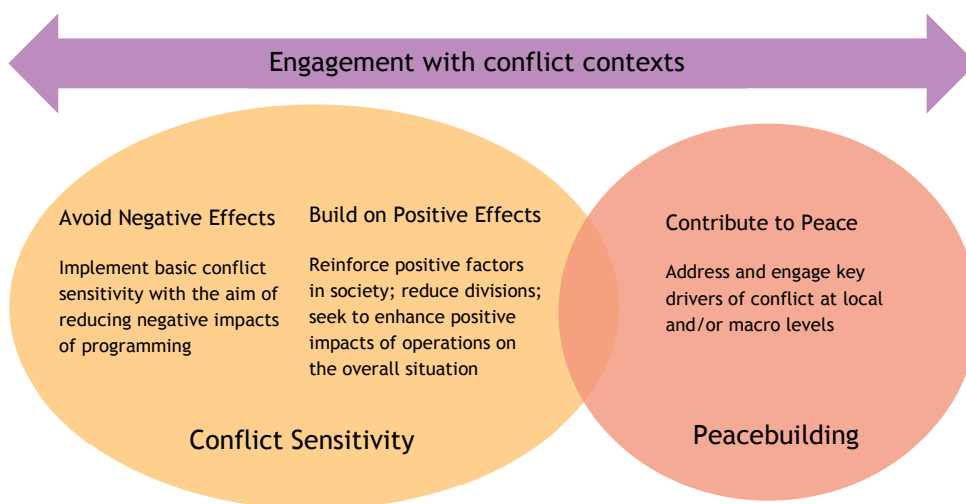 Engagement with conflict contexts
Avoid Negative Effects
Implement basic conflict
sensitivity with the aim of
reducing negative impacts
of programming
Build on Positive Effects
Reinforce positive factors
in society; reduce divisions;
seek to enhance positive
impacts of operations on
the overall situation
Conflict Sensitivity
Contribute to Peace
Address and engage key
drivers of conflict at local
and/or macro levels
Peacebuilding